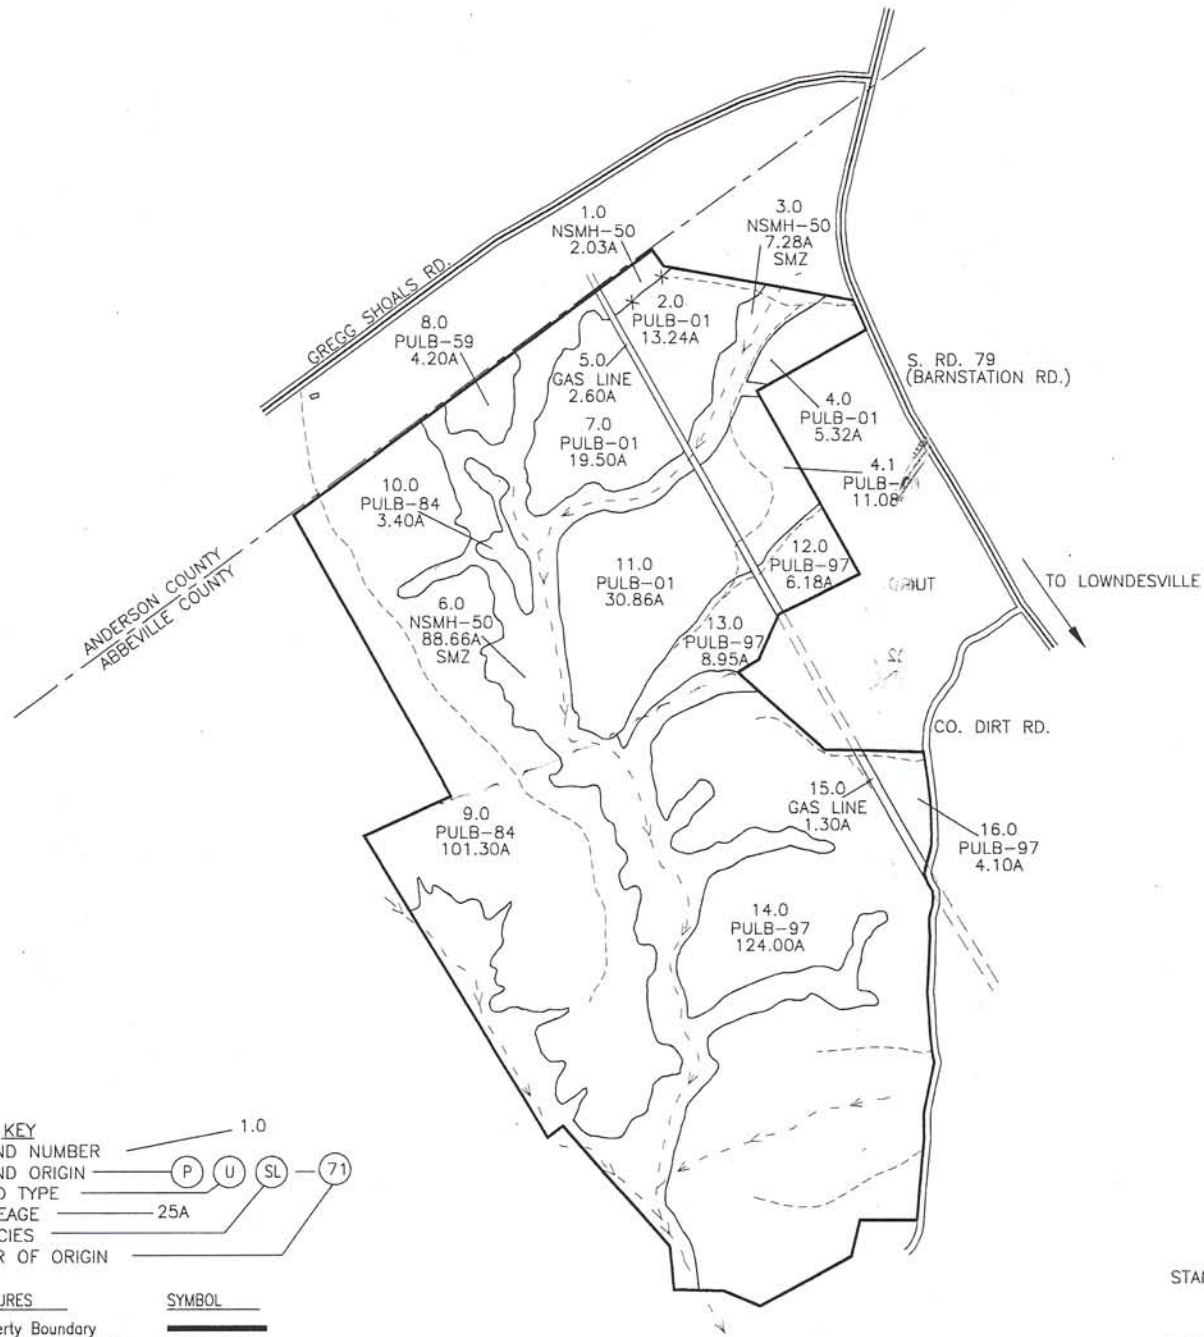 1.0
NSMH-50
2.03A
3.0
NSMH-50
7.28A
SMZ
GREGG SHOALS RD.
8.0
PULB-59
4.20A
2.0
PULB-01
13.24A
5.0
GAS LINE
2.60A
S. RD. 79
(BARNSTATION RD.)
4.0
PULB-01
5.32A
7.0
PULB-01
19.50A
4.1
PULB-
11.08
10.0
PULB-84
3.40A
12.0
PULB-97
6.18A
11.0
PULB-01
30.86A
TO LOWNDESVILLE
ANDERSON COUNTY
ABBEVILLE COUNTY
6.0
NSMH-50
88.66A
SMZ
13.0
PULB-97
8.95A
CO. DIRT RD.
15.0
GAS LINE
1.30A
9.0
PULB-84
101.30A
16.0
PULB-97
4.10A
14.0
PULB-97
124.00A
KEY
ND NUMBER 1.0
ND ORIGIN P U SL - 71
D TYPE
EAGE 25A
CIES
R OF ORIGIN
STAN
URES SYMBOL
erty Boundary